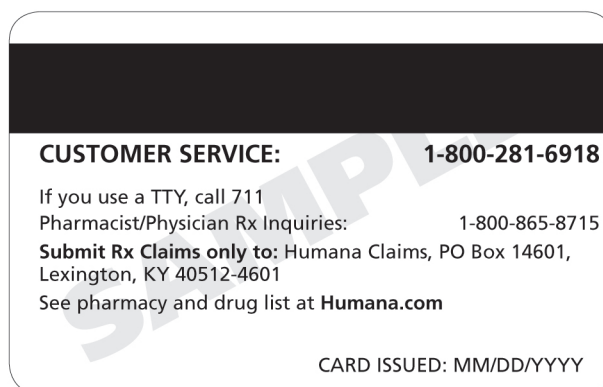 CUSTOMER SERVICE: 1-800-281-6918
If you use a TTY, call 711
Pharmacist/Physician Rx Inquiries: 1-800-865-8715
Submit Rx Claims only to: Humana Claims, PO Box 14601,
Lexington, KY 40512-4601
See pharmacy and drug list at Humana.com
CARD ISSUED: MM/DD/YYYY
SAMPLE